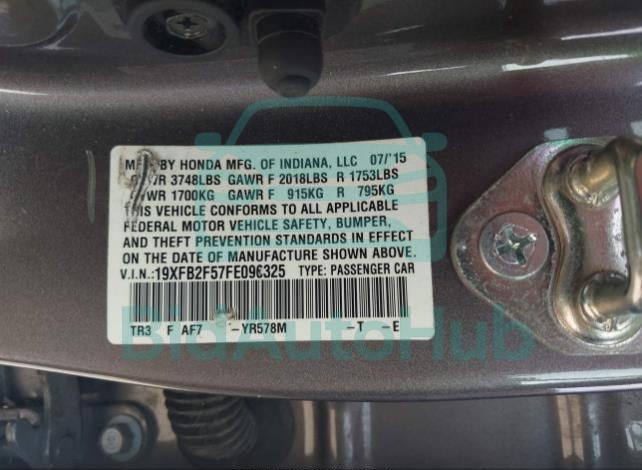 MFD. BY HONDA MFG. OF INDIANA, LLC 07/'15
GVWR 3748LBS GAWR F 2018LBS R 1753LBS
GVWR 1700KG GAWR F 915KG R 795KG
THIS VEHICLE CONFORMS TO ALL APPLICABLE
FEDERAL MOTOR VEHICLE SAFETY, BUMPER,
AND THEFT PREVENTION STANDARDS IN EFFECT
ON THE DATE OF MANUFACTURE SHOWN ABOVE.
V.I.N.: TYPE: PASSENGER CAR
TR3 F AF7 -YR578M -T -E
BidAutoHub